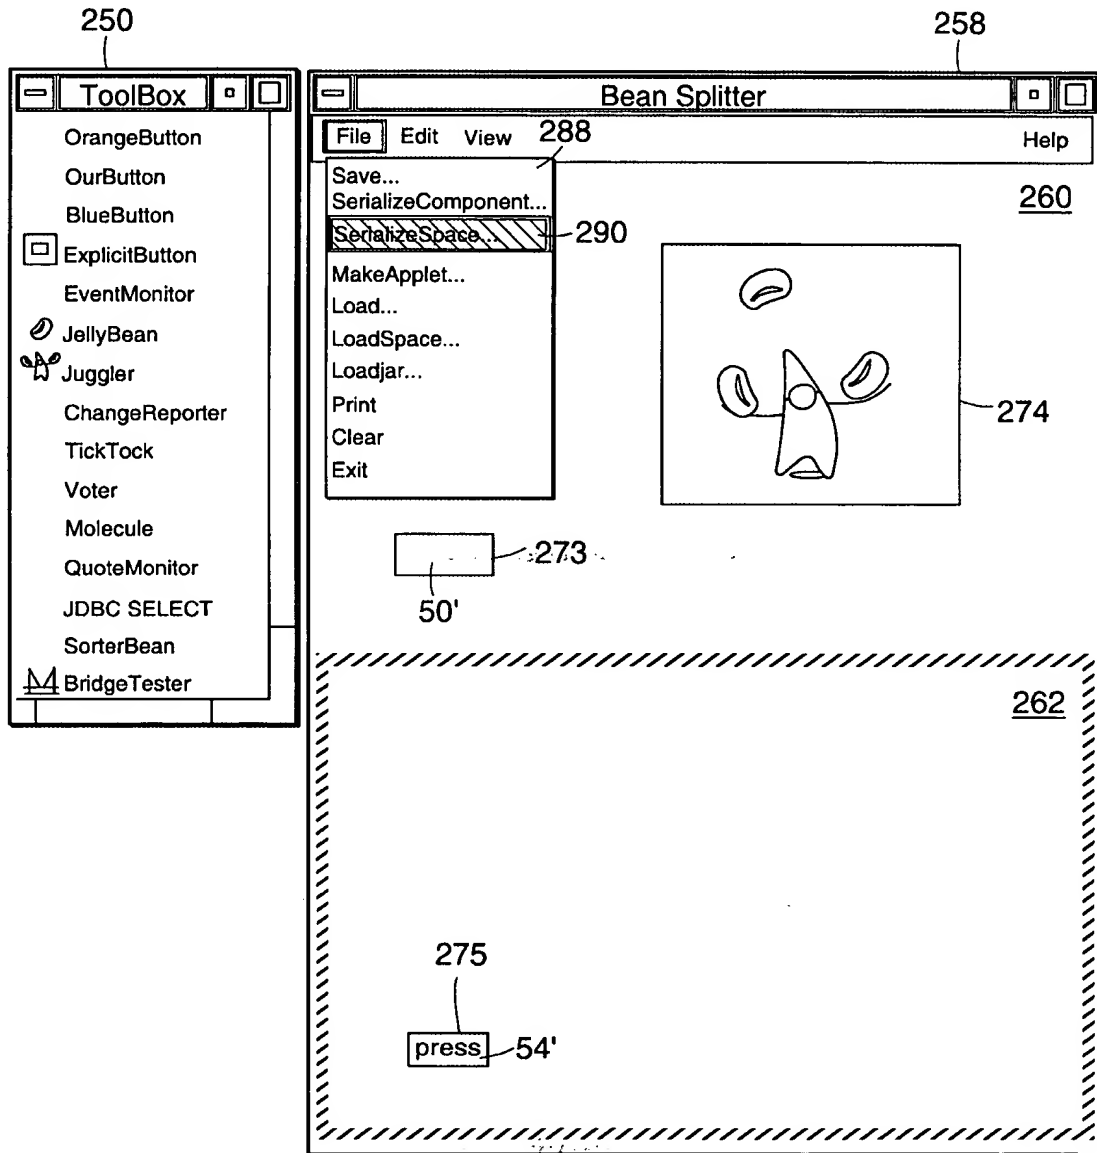 250
258
ToolBox
OrangeButton
OurButton
BlueButton
ExplicitButton
EventMonitor
JellyBean
Juggler
ChangeReporter
TickTock
Voter
Molecule
QuoteMonitor
JDBC SELECT
SorterBean
BridgeTester
Bean Splitter
File Edit View 288 Help
Save...
SerializeComponent...
SerializeSpace... 290
MakeApplet...
Load...
LoadSpace...
Loadjar...
Print
Clear
Exit
260
274
273
50'
262
275
press 54'